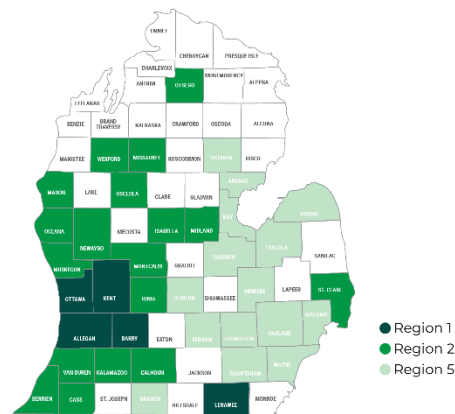 EMMET
CHEBOYGAN
PRESQUE ISLE
CHARLEVOIX
ANTRIM
OTSEGO
MONTMORENCY
ALPENA
LEELANAU
BENZIE
GRAND
TRAVERSE
KALKASKA
CRAWFORD
OSCODA
ALCONA
MANISTEE
WEXFORD
MISSAUKEE
ROSCOMMON
OGEMAW
IOSCO
ARENAC
MASON
LAKE
OSCEOLA
CLARE
GLADWIN
HURON
OCEANA
NEWAYGO
MECOSTA
ISABELLA
MIDLAND
BAY
TUSCOLA
SANILAC
MUSKEGON
MONTCALM
GRATIOT
SAGINAW
OTTAWA
KENT
IONIA
CLINTON
SHIAWASSEE
GENESEE
LAPEER
ST. CLAIR
MACOMB
ALLEGAN
BARRY
EATON
INGHAM
LIVINGSTON
OAKLAND
VAN BUREN
KALAMAZOO
CALHOUN
JACKSON
WASHTENAW
WAYNE
BERRIEN
CASS
ST. JOSEPH
BRANCH
HILLSDALE
LENAWEE
MONROE
Region 1
Region 2
Region 5